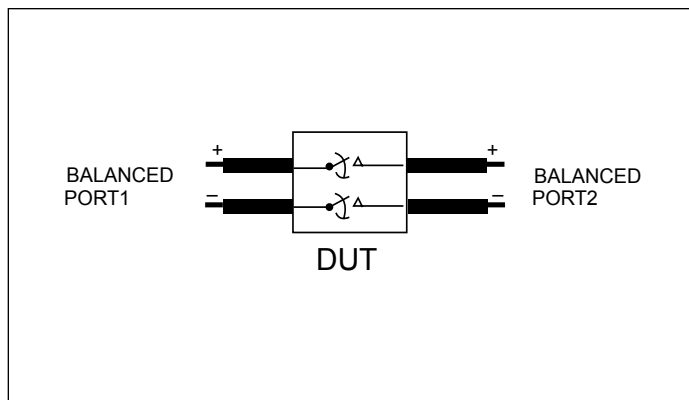 + +
BALANCED BALANCED
PORT1 PORT2
– –
DUT